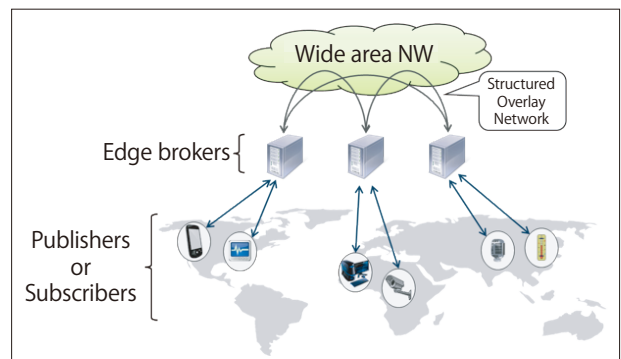 Wide area NW
Structured
Overlay
Network
Edge brokers
Publishers
or
Subscribers